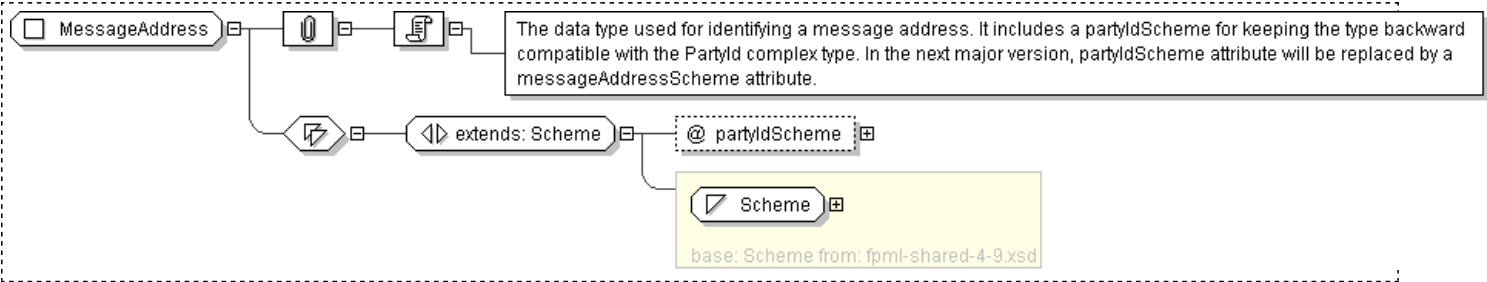 MessageAddress
The data type used for identifying a message address. It includes a partyIdScheme for keeping the type backward
compatible with the PartyId complex type. In the next major version, partyIdScheme attribute will be replaced by a
messageAddressScheme attribute.
extends: Scheme
@ partyIdScheme
Scheme
base: Scheme from: fpml-shared-4-9.xsd